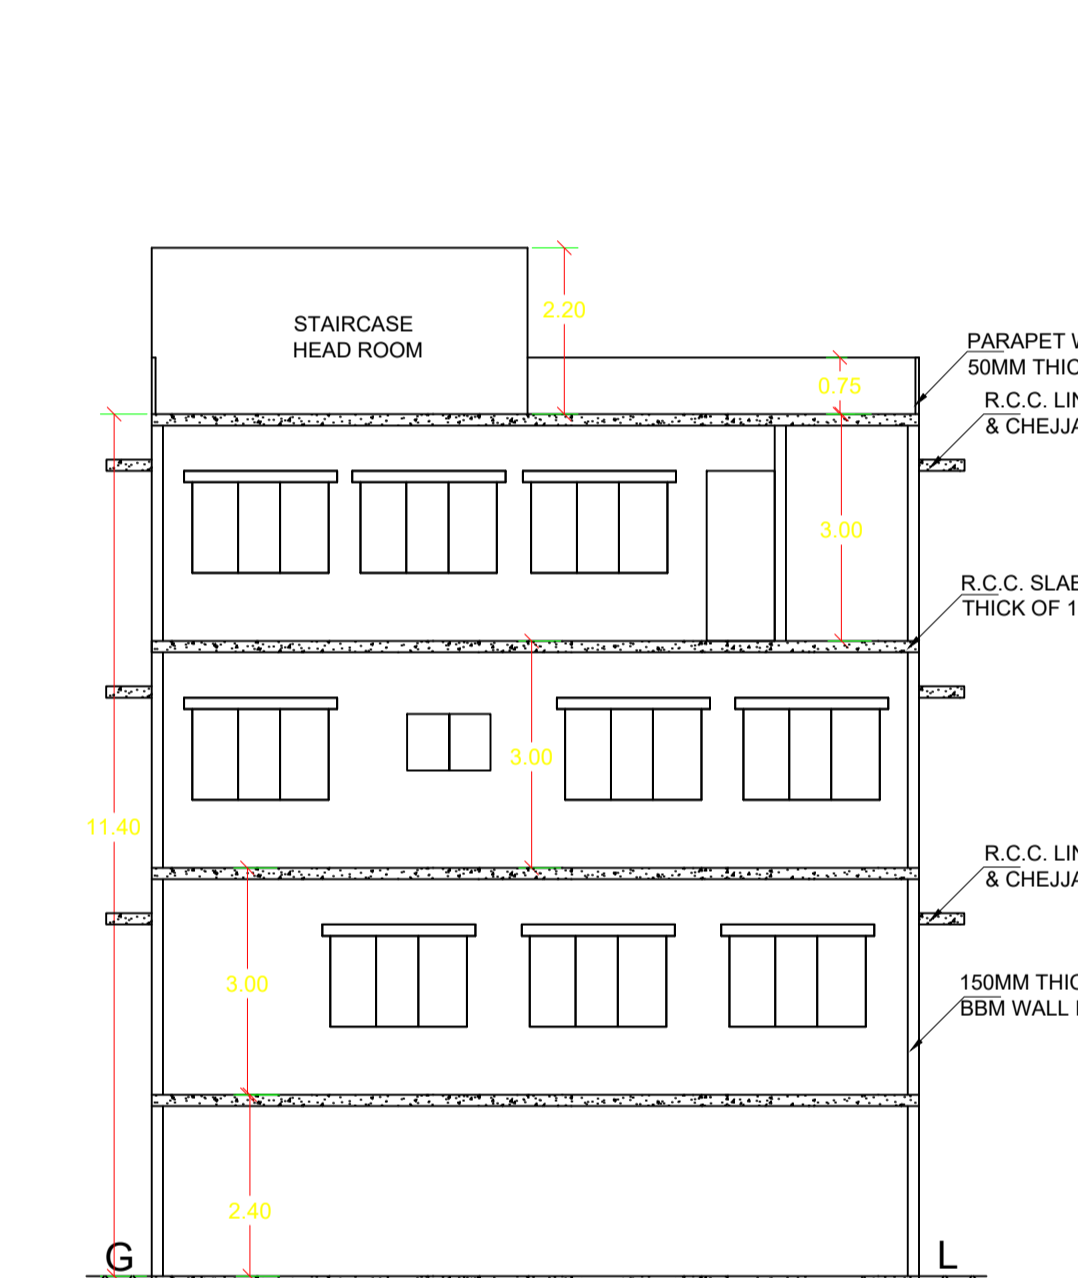 STAIRCASE
HEAD ROOM
2.20
PARAPET
50MM
0.75
R.C.C.
& CHEJJA
3.00
R.C.C.
THICK OF
3.00
11.40
R.C.C.
& CHEJJA
3.00
150MM
BBM WALL
2.40
G
L